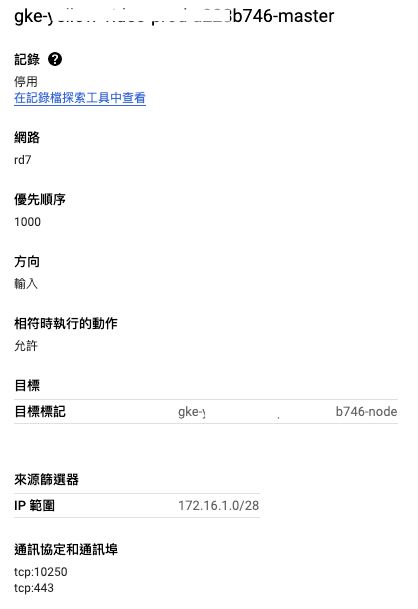 b746-master
記錄
停用
在記錄檔探索工具中查看
網路
rd7
優先順序
1000
方向
輸入
相符時執行的動作
允許
目標
目標標記 gke-y b746-node
來源篩選器
IP 範圍 172.16.1.0/28
通訊協定和通訊埠
tcp:10250
tcp:443